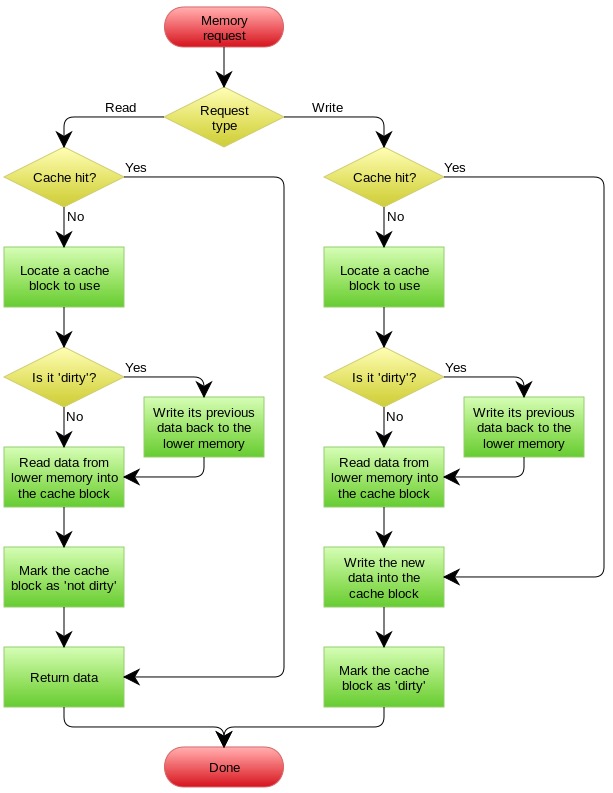 Memory
request
Request
type
Read
Write
Cache hit?
Yes
No
Locate a cache
block to use
Is it 'dirty'?
Yes
No
Write its previous
data back to the
lower memory
Read data from
lower memory into
the cache block
Mark the cache
block as 'not dirty'
Return data
Cache hit?
Yes
No
Locate a cache
block to use
Is it 'dirty'?
Yes
No
Write its previous
data back to the
lower memory
Read data from
lower memory into
the cache block
Write the new
data into the
cache block
Mark the cache
block as 'dirty'
Done